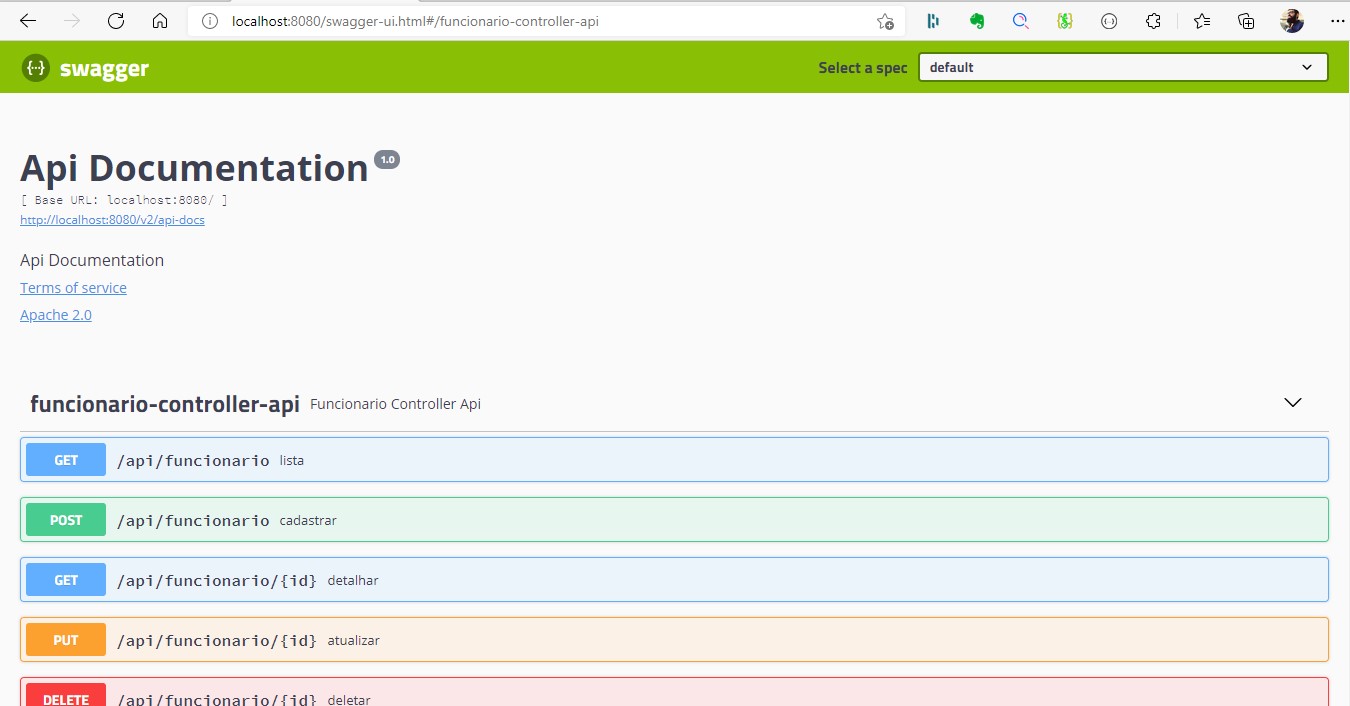 localhost:8080/swagger-ui.html#/funcionario-controller-api
{···} swagger
Select a spec default
Api Documentation 1.0
[ Base URL: localhost:8080/ ]
http://localhost:8080/v2/api-docs
Api Documentation
Terms of service
Apache 2.0
funcionario-controller-api Funcionario Controller Api
GET /api/funcionario lista
POST /api/funcionario cadastrar
GET /api/funcionario/{id} detalhar
PUT /api/funcionario/{id} atualizar
DELETE /api/funcionario/{id} deletar